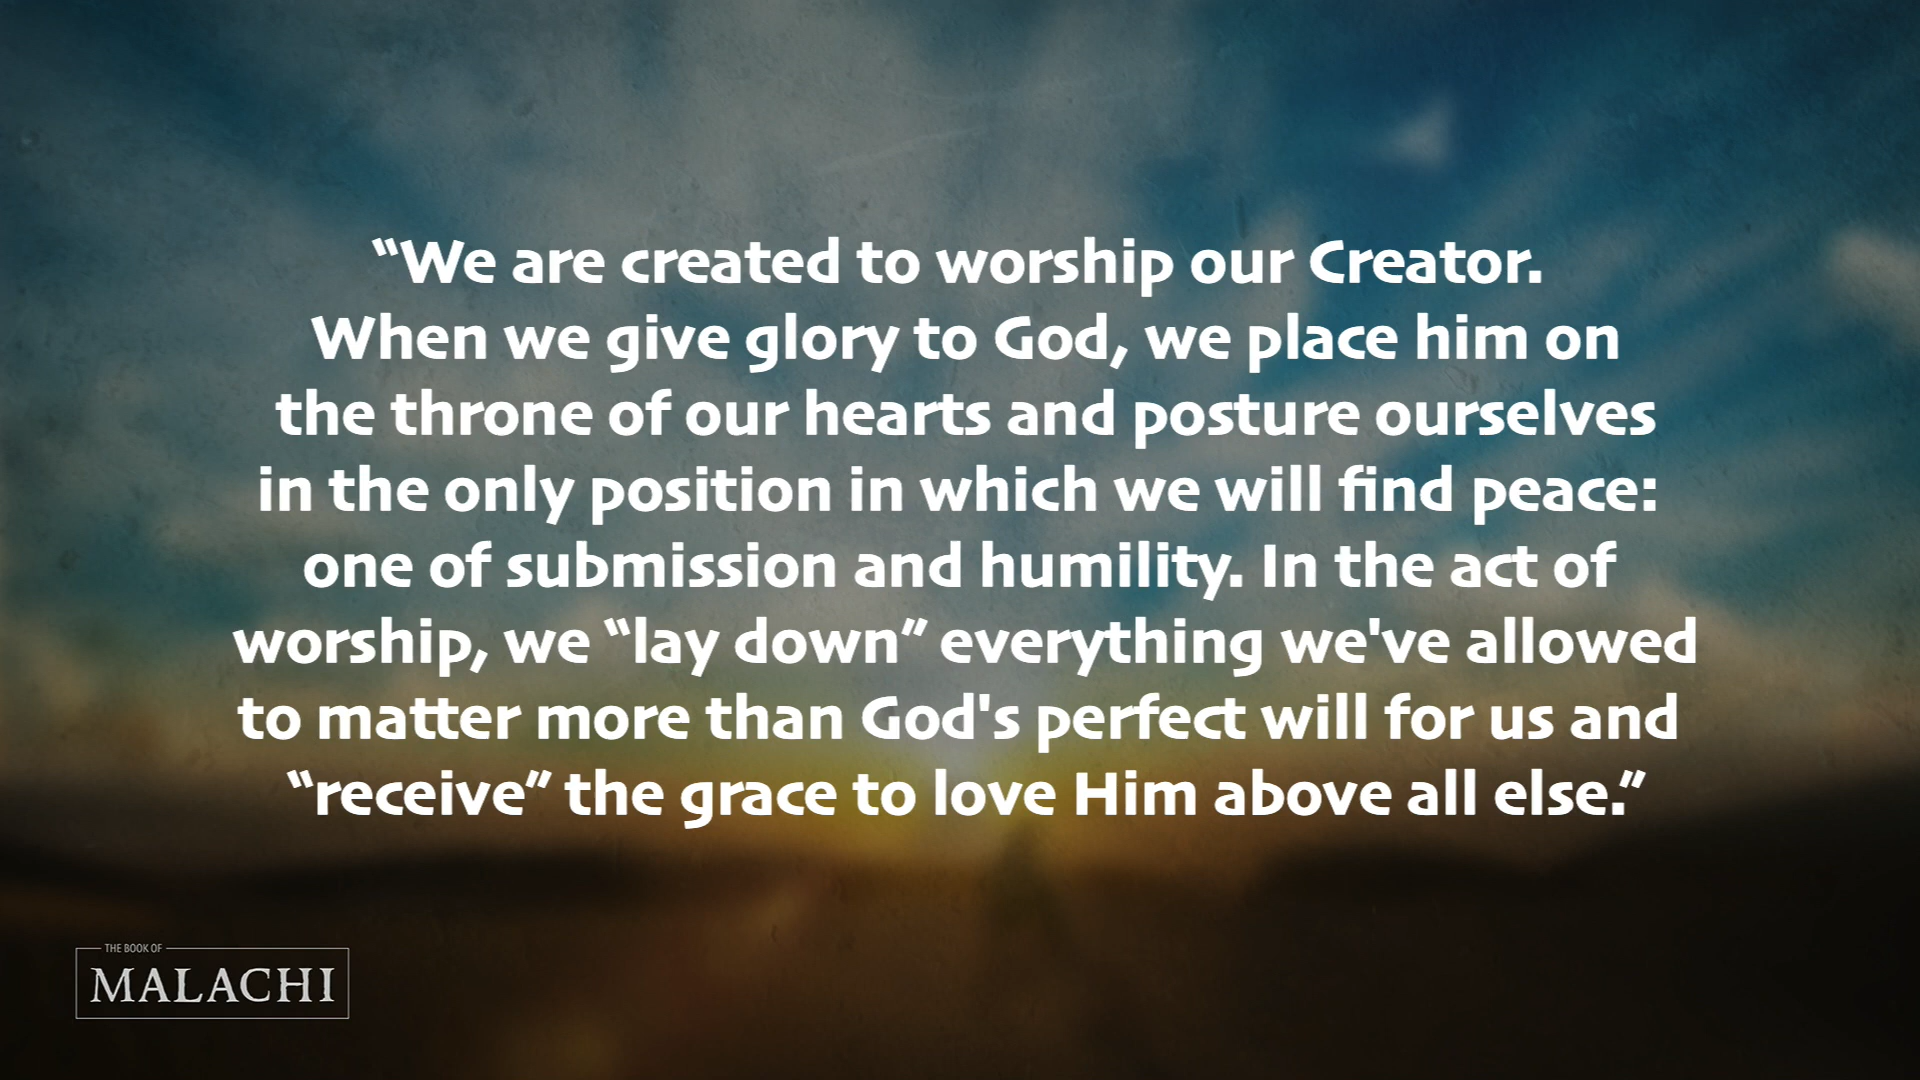 “We are created to worship our Creator.
When we give glory to God, we place him on
the throne of our hearts and posture ourselves
in the only position in which we will find peace:
one of submission and humility. In the act of
worship, we “lay down” everything we've allowed
to matter more than God's perfect will for us and
“receive” the grace to love Him above all else.”
THE BOOK OF
MALACHI